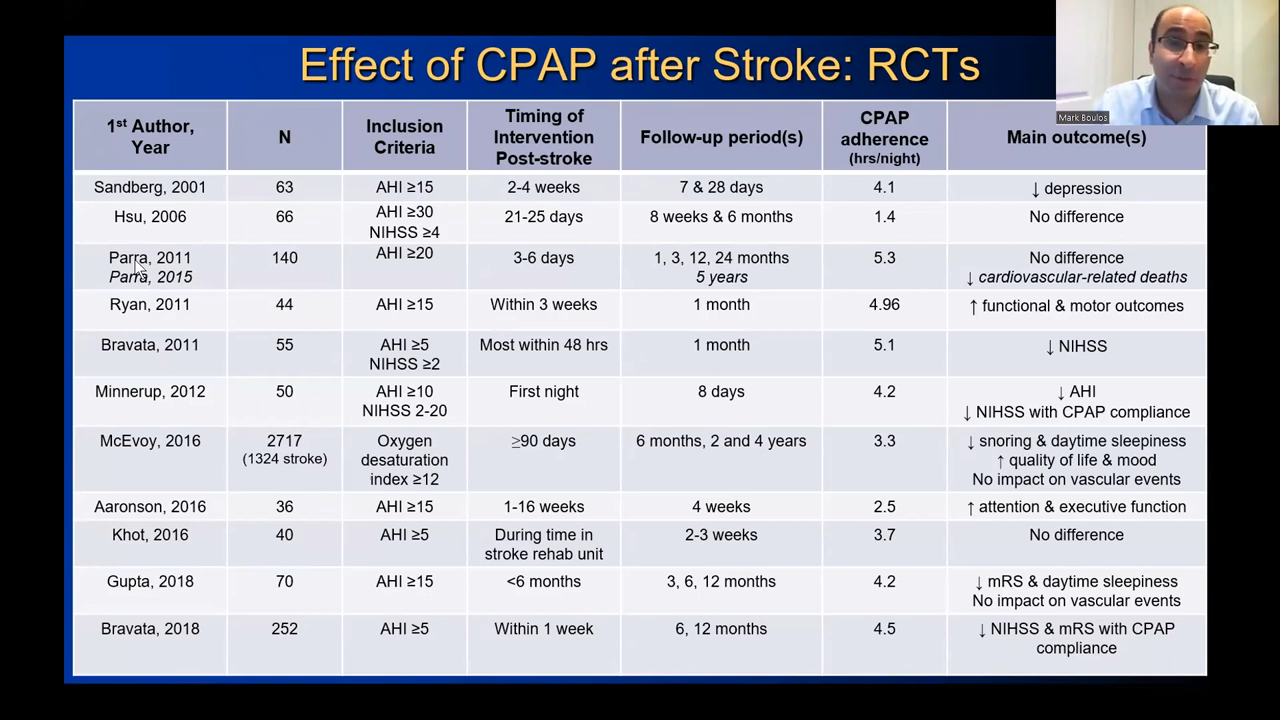 Effect of CPAP after Stroke: RCTs
Mark Boulos
1st Author,
Year
N
Inclusion
Criteria
Timing of
Intervention
Post-stroke
Follow-up period(s)
CPAP
adherence
(hrs/night)
Main outcome(s)
Sandberg, 2001
63
AHI ≥15
2-4 weeks
7 & 28 days
4.1
↓ depression
Hsu, 2006
66
AHI ≥30
NIHSS ≥4
21-25 days
8 weeks & 6 months
1.4
No difference
Parra, 2011
Parra, 2015
140
AHI ≥20
3-6 days
1, 3, 12, 24 months
5 years
5.3
No difference
↓ cardiovascular-related deaths
Ryan, 2011
44
AHI ≥15
Within 3 weeks
1 month
4.96
↑ functional & motor outcomes
Bravata, 2011
55
AHI ≥5
NIHSS ≥2
Most within 48 hrs
1 month
5.1
↓ NIHSS
Minnerup, 2012
50
AHI ≥10
NIHSS 2-20
First night
8 days
4.2
↓ AHI
↓ NIHSS with CPAP compliance
McEvoy, 2016
2717
(1324 stroke)
Oxygen
desaturation
index ≥12
≥90 days
6 months, 2 and 4 years
3.3
↓ snoring & daytime sleepiness
↑ quality of life & mood
No impact on vascular events
Aaronson, 2016
36
AHI ≥15
1-16 weeks
4 weeks
2.5
↑ attention & executive function
Khot, 2016
40
AHI ≥5
During time in
stroke rehab unit
2-3 weeks
3.7
No difference
Gupta, 2018
70
AHI ≥15
<6 months
3, 6, 12 months
4.2
↓ mRS & daytime sleepiness
No impact on vascular events
Bravata, 2018
252
AHI ≥5
Within 1 week
6, 12 months
4.5
↓ NIHSS & mRS with CPAP
compliance